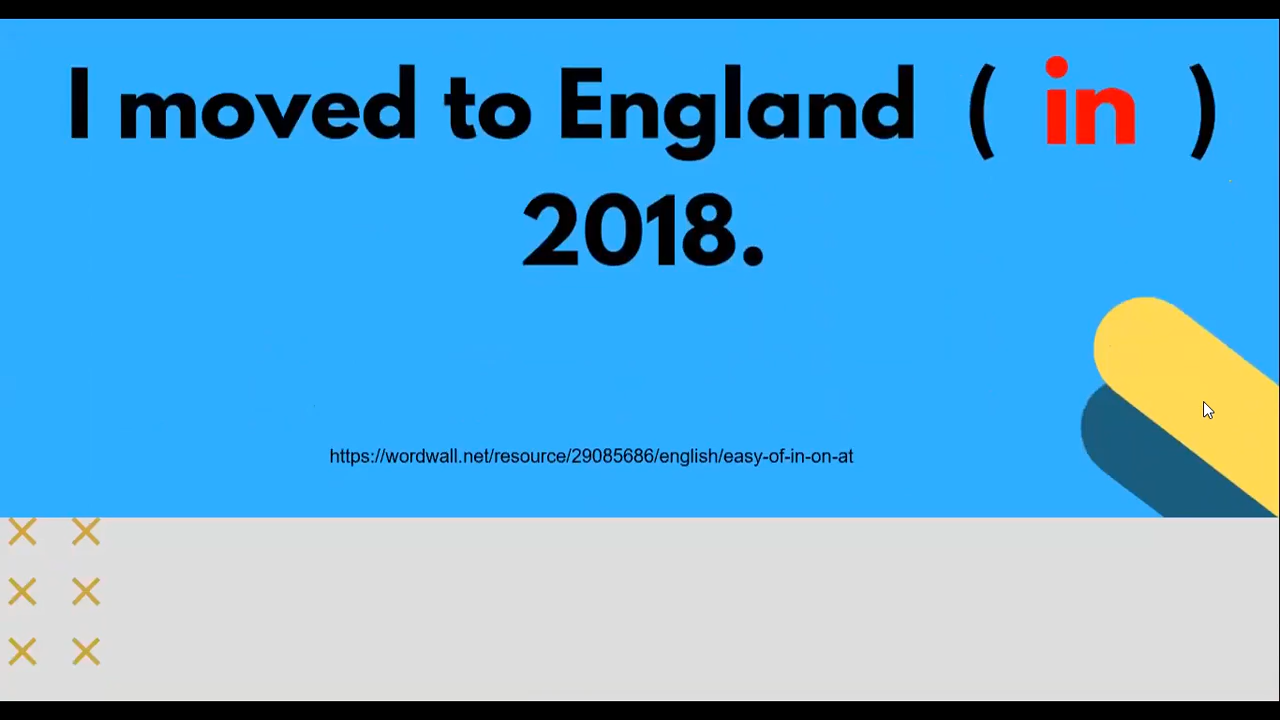 I moved to England ( in )
2018.
https://wordwall.net/resource/29085686/english/easy-of-in-on-at